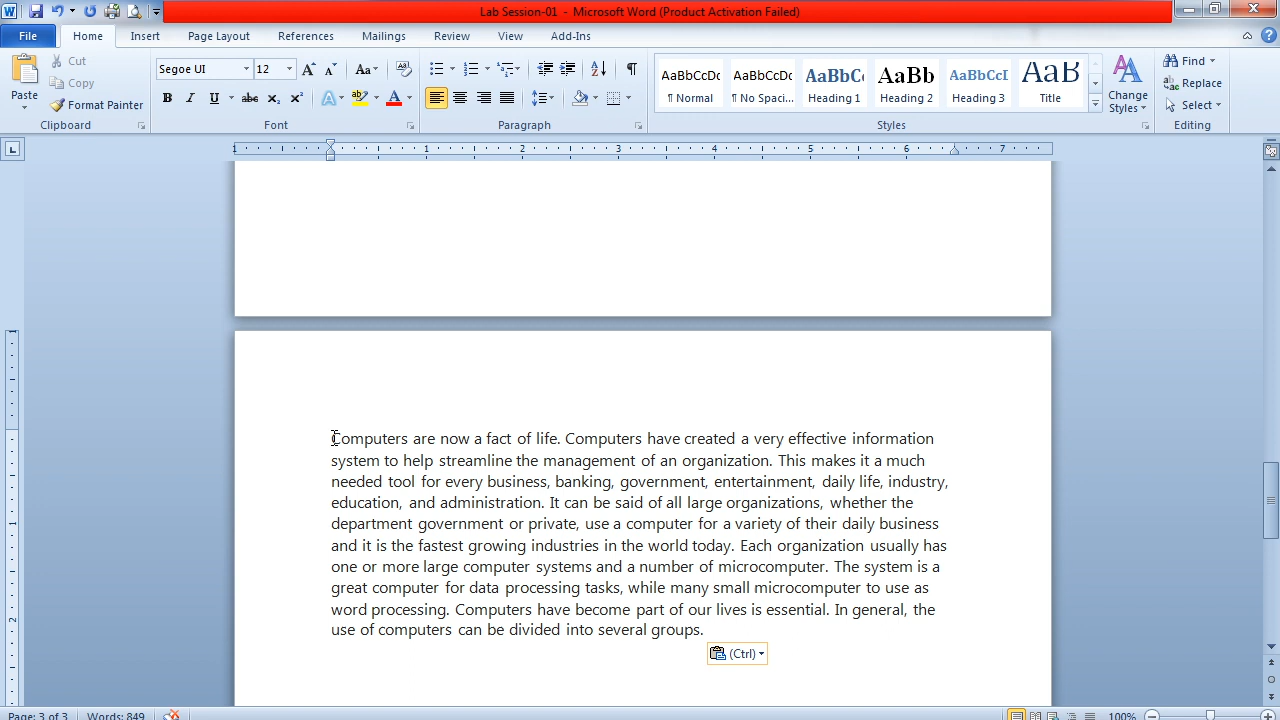 Lab Session-01 - Microsoft Word (Product Activation Failed)
File Home Insert Page Layout References Mailings Review View Add-Ins
Paste
Cut
Copy
Format Painter
Clipboard
Segoe UI 12
Font
Paragraph
AaBbCcDc AaBbCcDc AaBbC AaBb AaBbCcI AaB
¶ Normal ¶ No Spaci... Heading 1 Heading 2 Heading 3 Title
Change Styles
Styles
Find
Replace
Select
Editing
1 1 2 3 4 5 6 7
Computers are now a fact of life. Computers have created a very effective information
system to help streamline the management of an organization. This makes it a much
needed tool for every business, banking, government, entertainment, daily life, industry,
education, and administration. It can be said of all large organizations, whether the
department government or private, use a computer for a variety of their daily business
and it is the fastest growing industries in the world today. Each organization usually has
one or more large computer systems and a number of microcomputer. The system is a
great computer for data processing tasks, while many small microcomputer to use as
word processing. Computers have become part of our lives is essential. In general, the
use of computers can be divided into several groups.
(Ctrl)
Page: 3 of 3 Words: 849 100%